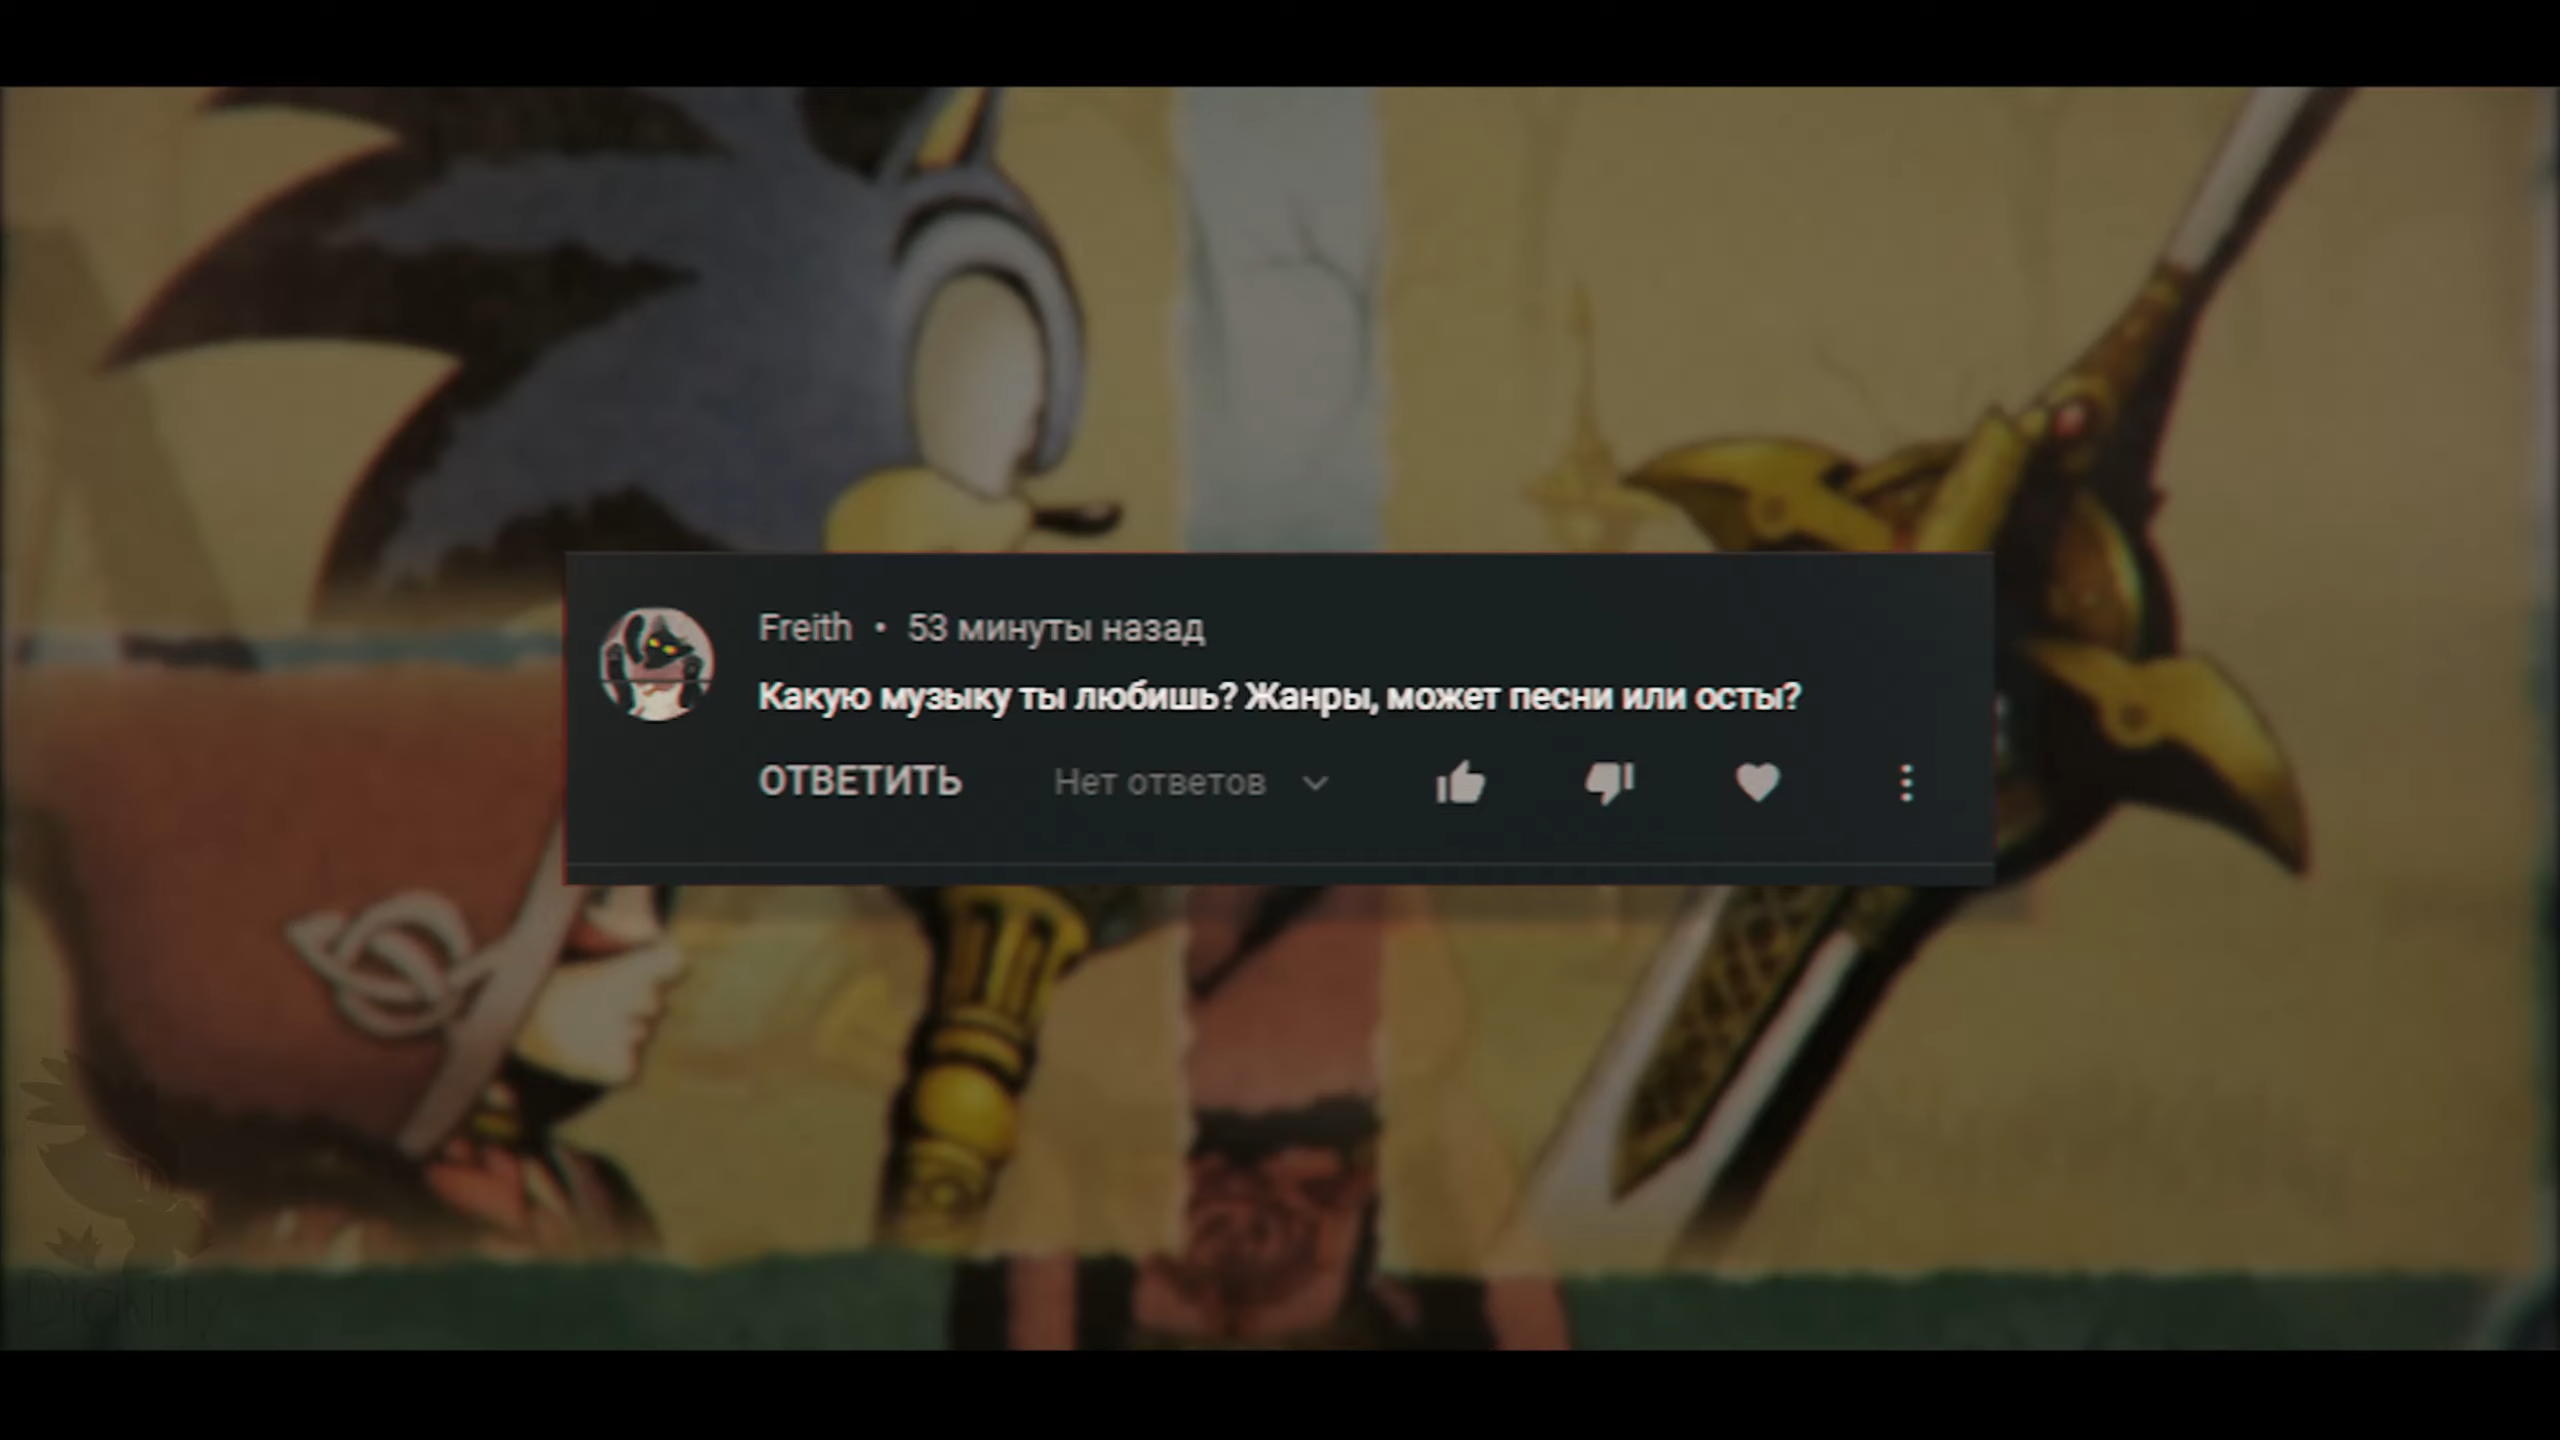 Freith • 53 минуты назад
Какую музыку ты любишь? Жанры, может песни или осты?
ОТВЕТИТЬ Нет ответов